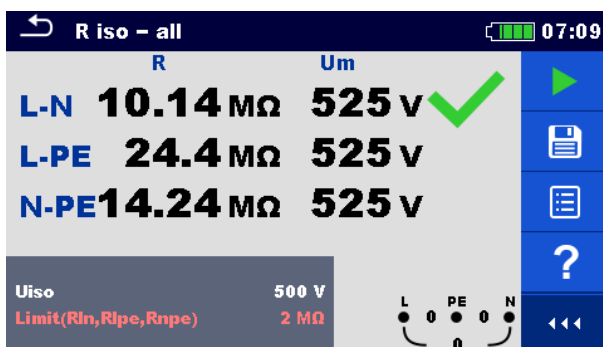 R iso – all 07:09
R Um
L-N 10.14 MΩ 525 V
L-PE 24.4 MΩ 525 V
N-PE 14.24 MΩ 525 V
?
Uiso 500 V
Limit(Rln,Rlpe,Rnpe) 2 MΩ
L PE N
0 0
0